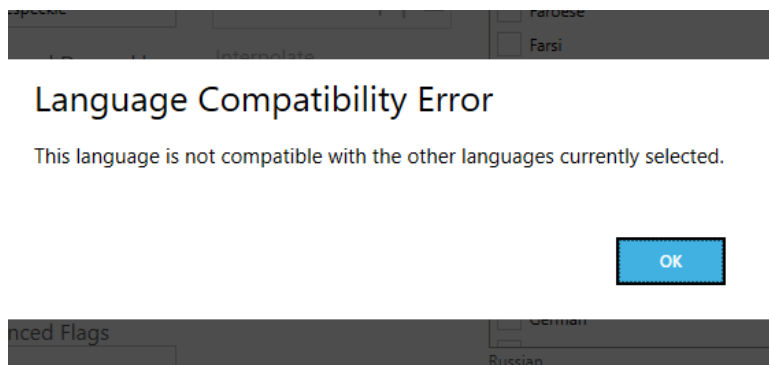 Faroese
Interpolate
Farsi
Language Compatibility Error
This language is not compatible with the other languages currently selected.
OK
German
nced Flags
Russian